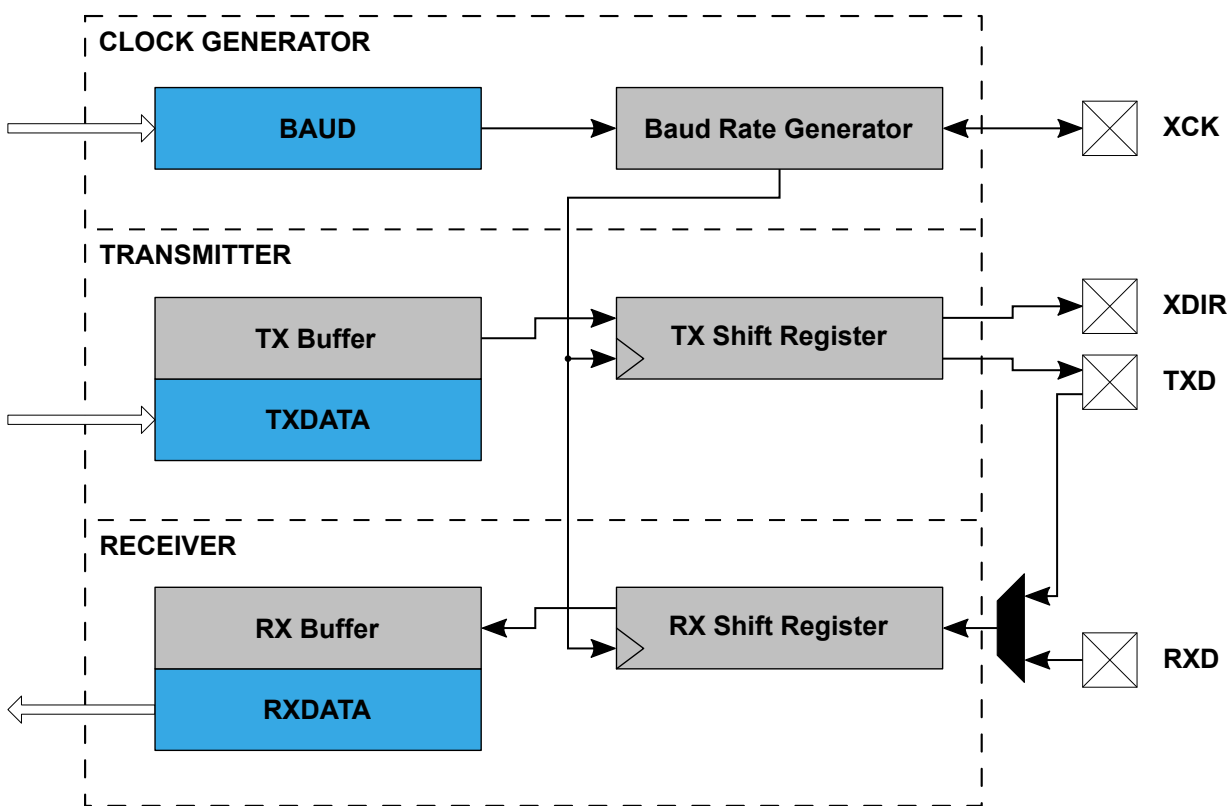 CLOCK GENERATOR
BAUD
Baud Rate Generator
XCK
TRANSMITTER
TX Buffer
TX Shift Register
XDIR
TXD
TXDATA
RECEIVER
RX Buffer
RX Shift Register
RXD
RXDATA